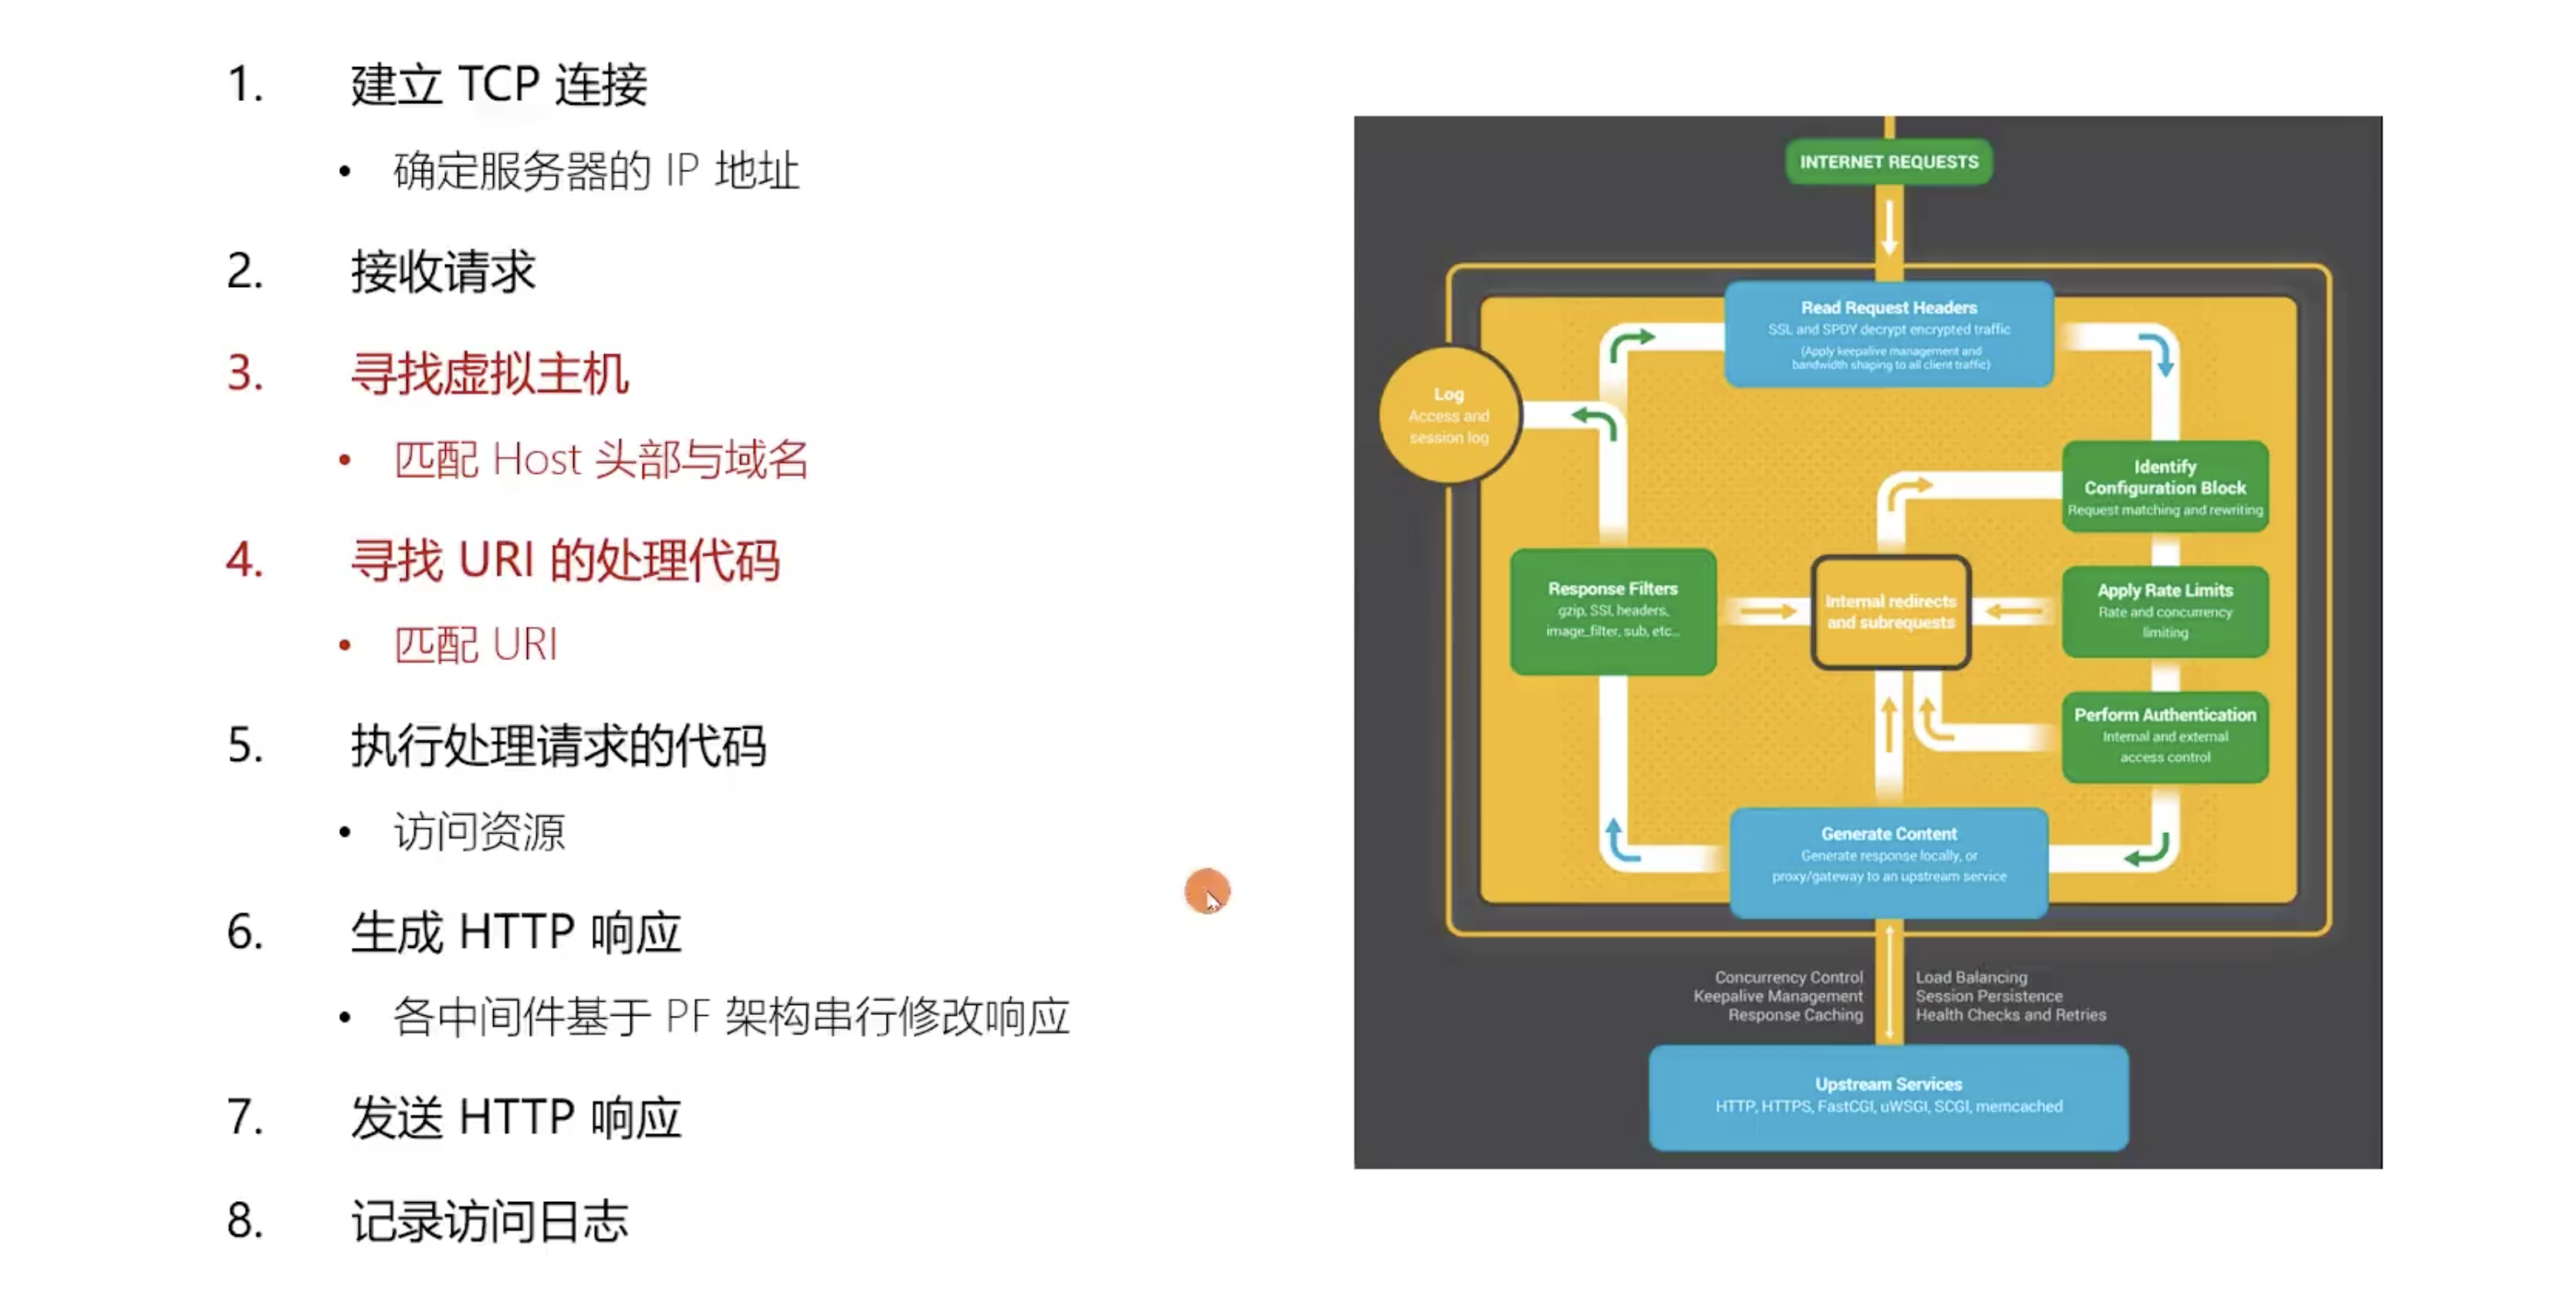 1. 建立 TCP 连接
• 确定服务器的 IP 地址
2. 接收请求
3. 寻找虚拟主机
• 匹配 Host 头部与域名
4. 寻找 URI 的处理代码
• 匹配 URI
5. 执行处理请求的代码
• 访问资源
6. 生成 HTTP 响应
• 各中间件基于 PF 架构串行修改响应
7. 发送 HTTP 响应
8. 记录访问日志
INTERNET REQUESTS
Read Request Headers
SSL and SPDY decrypt encrypted traffic
(Apply keepalive management and
bandwidth shaping to all client traffic)
Log
Access and
session log
Identify
Configuration Block
Request matching and rewriting
Response Filters
gzip, SSI, headers,
image_filter, sub, etc...
Internal redirects
and subrequests
Apply Rate Limits
Rate and concurrency
limiting
Perform Authentication
Internal and external
access control
Generate Content
Generate response locally, or
proxy/gateway to an upstream service
Concurrency Control
Keepalive Management
Response Caching
Load Balancing
Session Persistence
Health Checks and Retries
Upstream Services
HTTP, HTTPS, FastCGI, uWSGI, SCGI, memcached